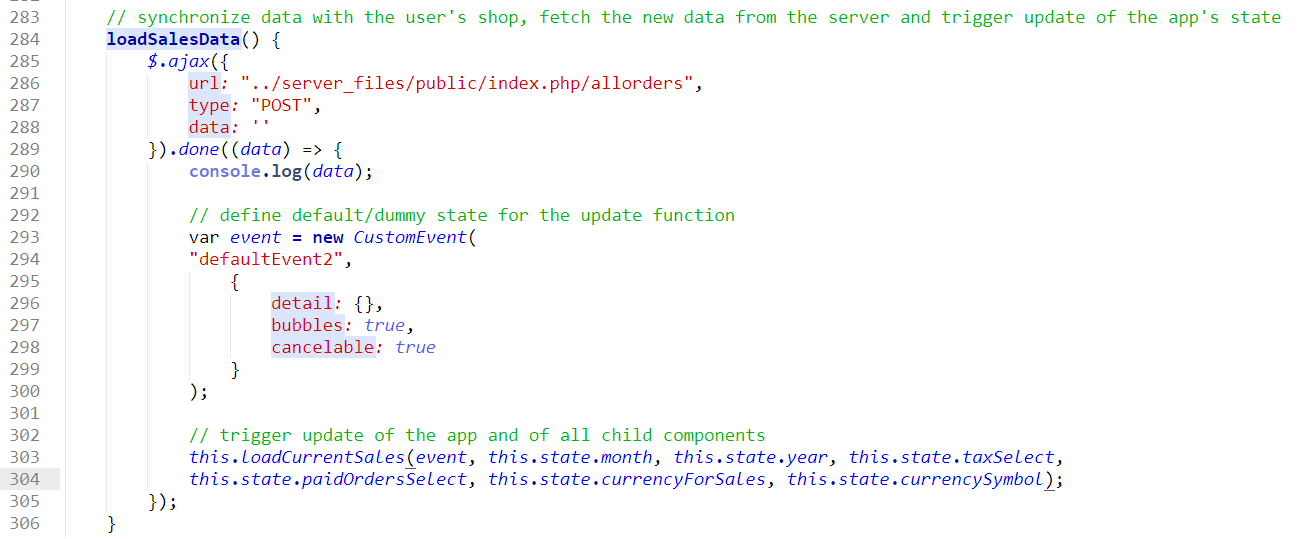 283 // synchronize data with the user's shop, fetch the new data from the server and trigger update of the app's state
284 loadSalesData() {
285 $.ajax({
286 url: "../server_files/public/index.php/allorders",
287 type: "POST",
288 data: ''
289 }).done((data) => {
290 console.log(data);
291
292 // define default/dummy state for the update function
293 var event = new CustomEvent(
294 "defaultEvent2",
295 {
296 detail: {},
297 bubbles: true,
298 cancelable: true
299 }
300 );
301
302 // trigger update of the app and of all child components
303 this.loadCurrentSales(event, this.state.month, this.state.year, this.state.taxSelect,
304 this.state.paidOrdersSelect, this.state.currencyForSales, this.state.currencySymbol);
305 });
306 }